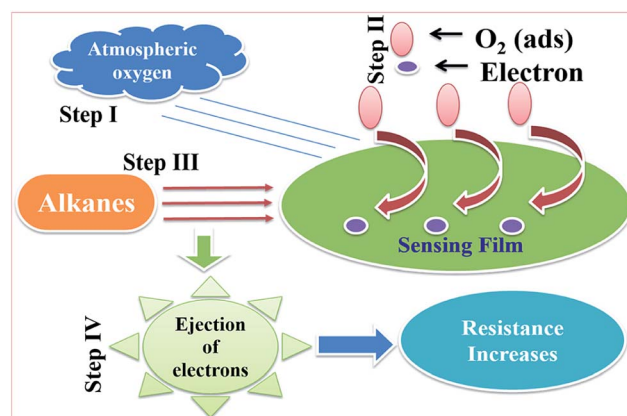 Atmospheric
oxygen
Step I
Step II
O₂ (ads)
Electron
Step III
Alkanes
Sensing Film
Step IV
Ejection
of
electrons
Resistance
Increases